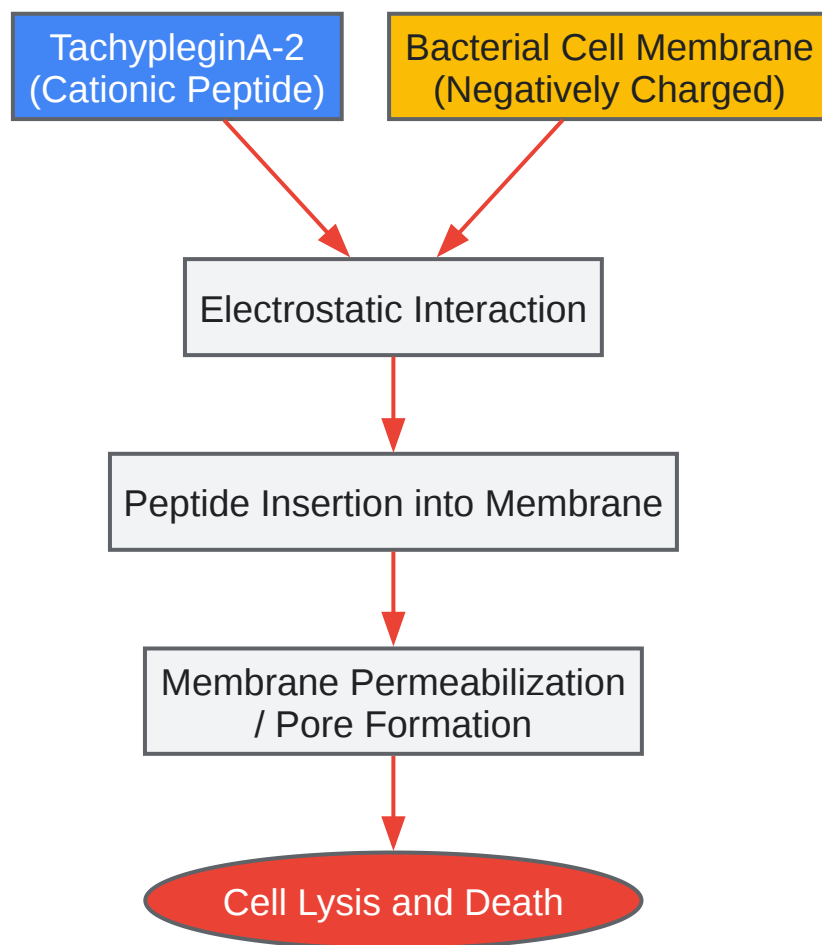 TachypleginA-2
(Cationic Peptide)
Bacterial Cell Membrane
(Negatively Charged)
Electrostatic Interaction
Peptide Insertion into Membrane
Membrane Permeabilization
/ Pore Formation
Cell Lysis and Death